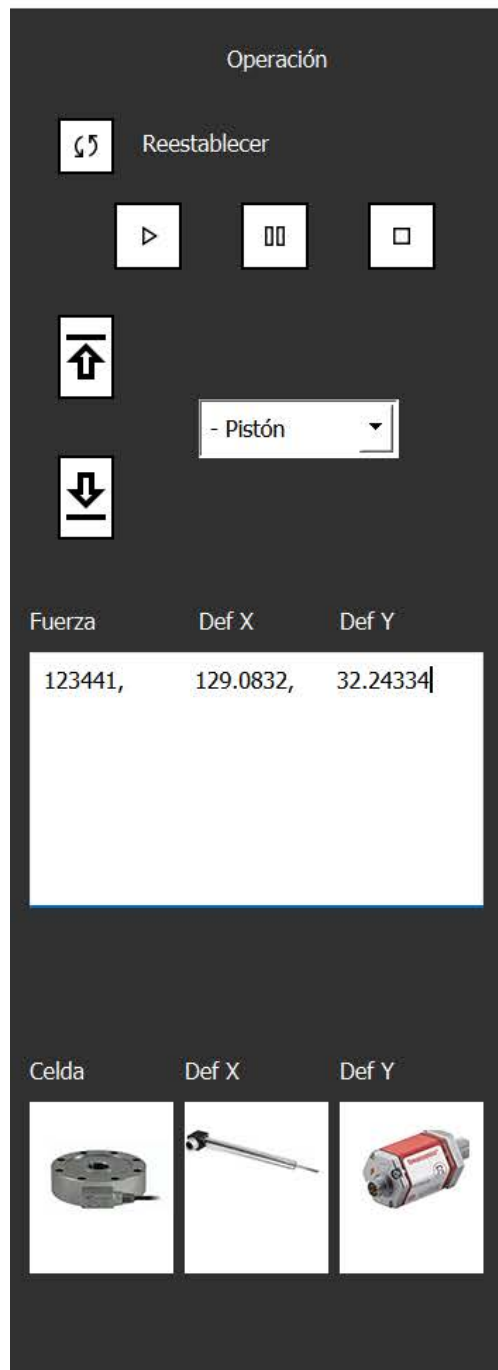 Operación
Reestablecer
- Pistón
Fuerza Def X Def Y
123441, 129.0832, 32.24334
Celda Def X Def Y